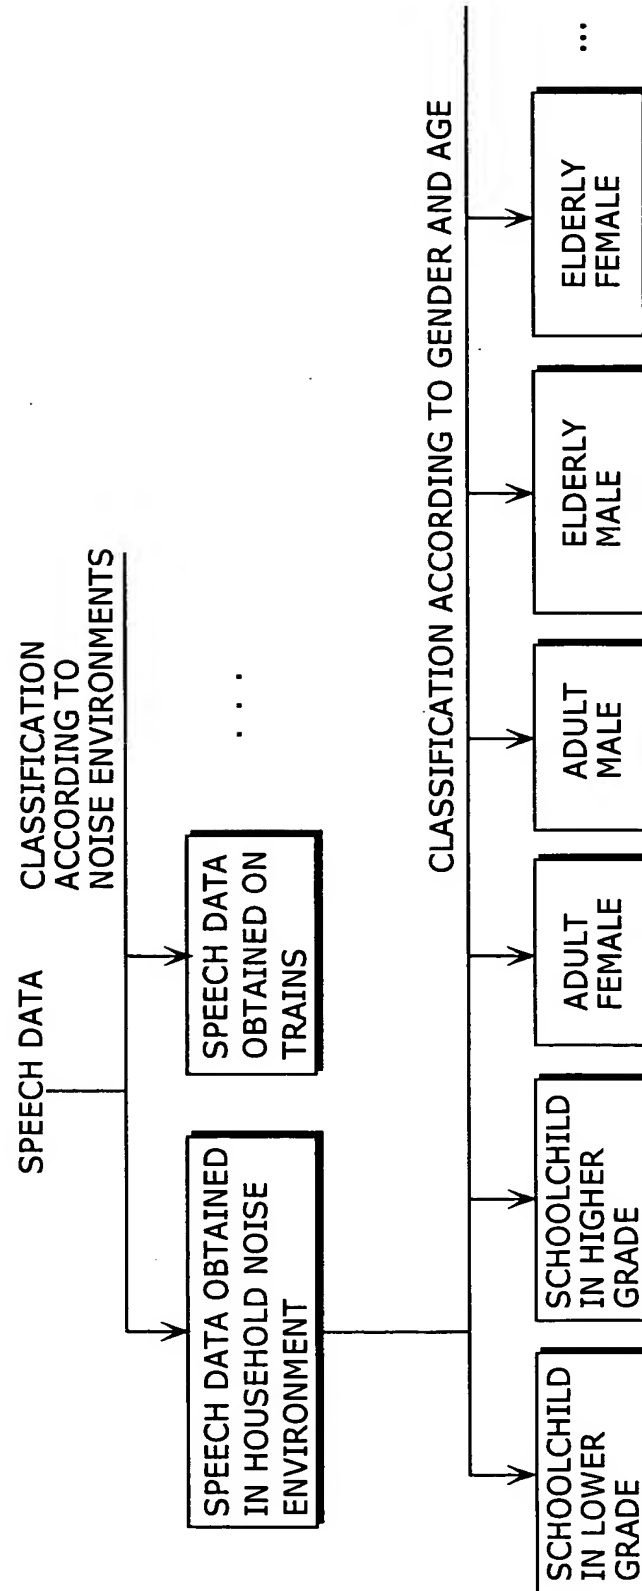 SPEECH DATA
CLASSIFICATION
ACCORDING TO
NOISE ENVIRONMENTS
SPEECH DATA OBTAINED
IN HOUSEHOLD NOISE
ENVIRONMENT
SPEECH DATA
OBTAINED ON
TRAINS
...
CLASSIFICATION ACCORDING TO GENDER AND AGE
SCHOOLCHILD
IN LOWER
GRADE
SCHOOLCHILD
IN HIGHER
GRADE
ADULT
FEMALE
ADULT
MALE
ELDERLY
MALE
ELDERLY
FEMALE
...